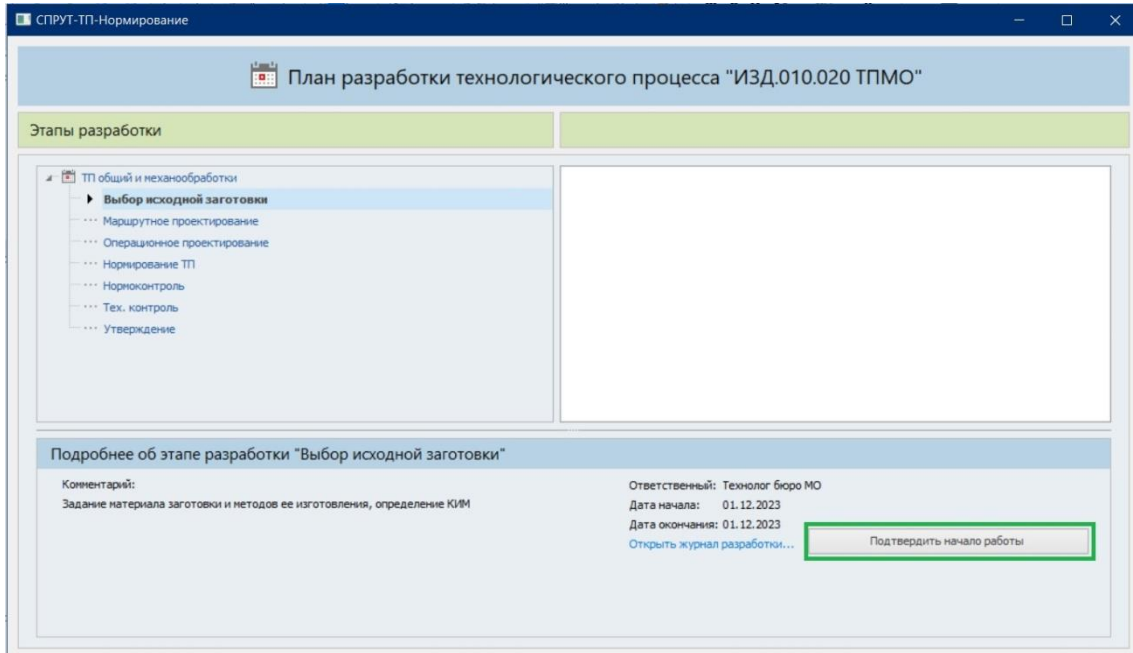 СПРУТ-ТП-Нормирование
План разработки технологического процесса "ИЗД.010.020 ТПМО"
Этапы разработки
ТП общий и механообработки
Выбор исходной заготовки
Маршрутное проектирование
Операционное проектирование
Нормирование ТП
Нормоконтроль
Тех. контроль
Утверждение
Подробнее об этапе разработки "Выбор исходной заготовки"
Комментарий:
Задание материала заготовки и методов ее изготовления, определение КИМ
Ответственный: Технолог бюро МО
Дата начала: 01.12.2023
Дата окончания: 01.12.2023
Открыть журнал разработки...
Подтвердить начало работы